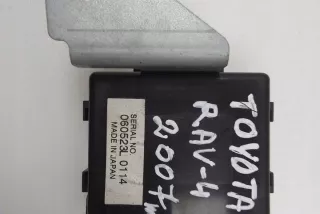 SERIAL NO.
060523L 0114
MADE IN JAPAN
TOYOTA
RAV-4
2007